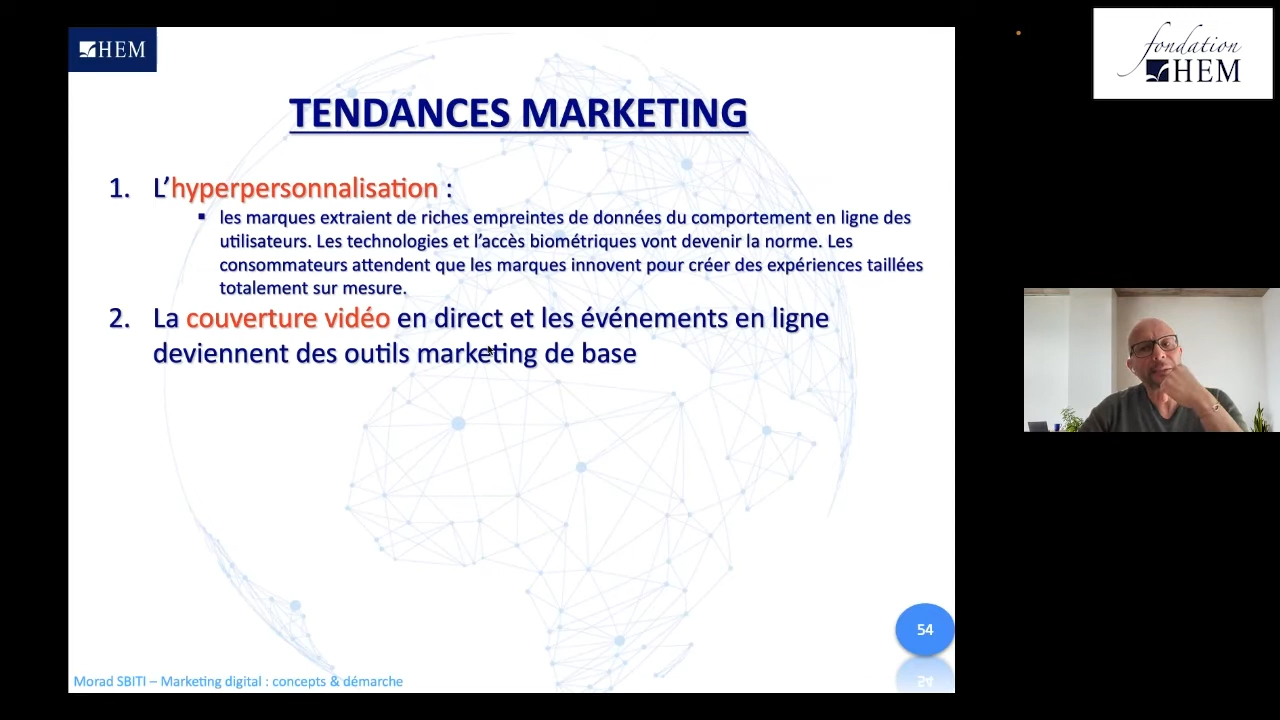 HEM
fondation
HEM
TENDANCES MARKETING
1. L’hyperpersonnalisation :
▪ les marques extraient de riches empreintes de données du comportement en ligne des
utilisateurs. Les technologies et l’accès biométriques vont devenir la norme. Les
consommateurs attendent que les marques innovent pour créer des expériences taillées
totalement sur mesure.
2. La couverture vidéo en direct et les événements en ligne
deviennent des outils marketing de base
54
Morad SBITI – Marketing digital : concepts & démarche